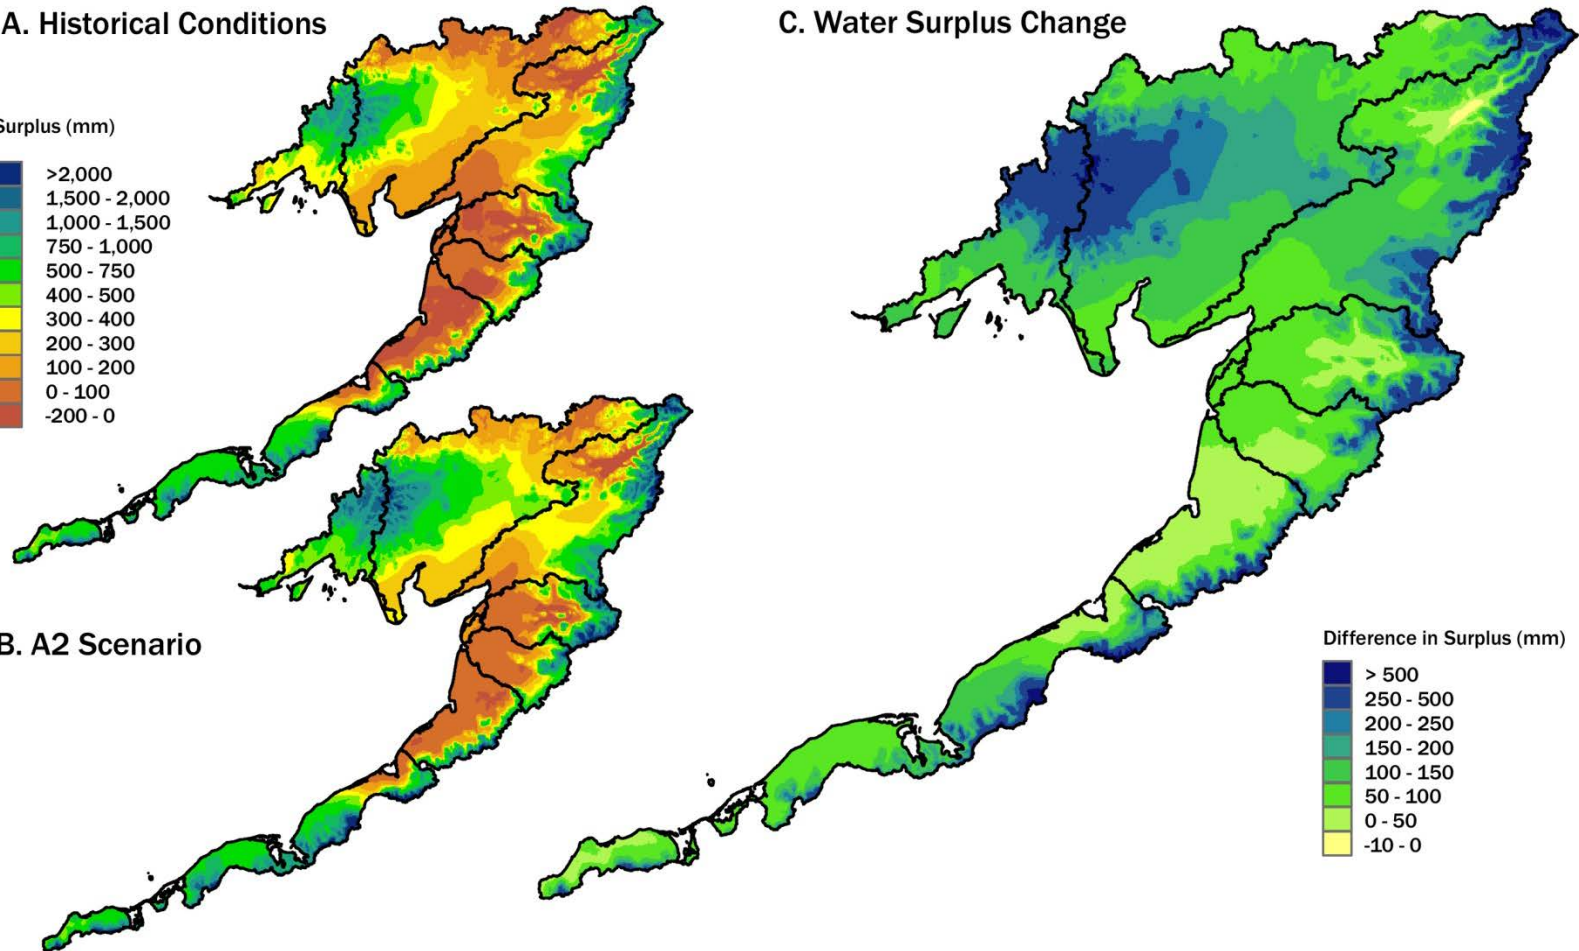 A. Historical Conditions
Surplus (mm)
>2,000
1,500 - 2,000
1,000 - 1,500
750 - 1,000
500 - 750
400 - 500
300 - 400
200 - 300
100 - 200
0 - 100
-200 - 0
B. A2 Scenario
C. Water Surplus Change
Difference in Surplus (mm)
> 500
250 - 500
200 - 250
150 - 200
100 - 150
50 - 100
0 - 50
-10 - 0